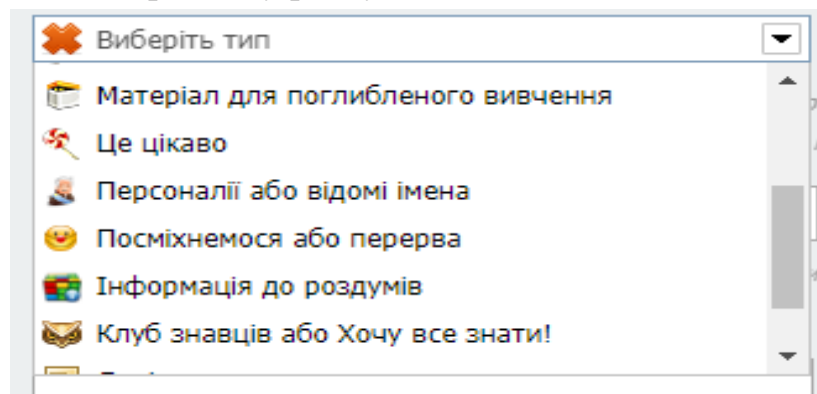 Виберіть тип
Матеріал для поглибленого вивчення
Це цікаво
Персоналії або відомі імена
Посміхнемося або перерва
Інформація до роздумів
Клуб знавців або Хочу все знати!